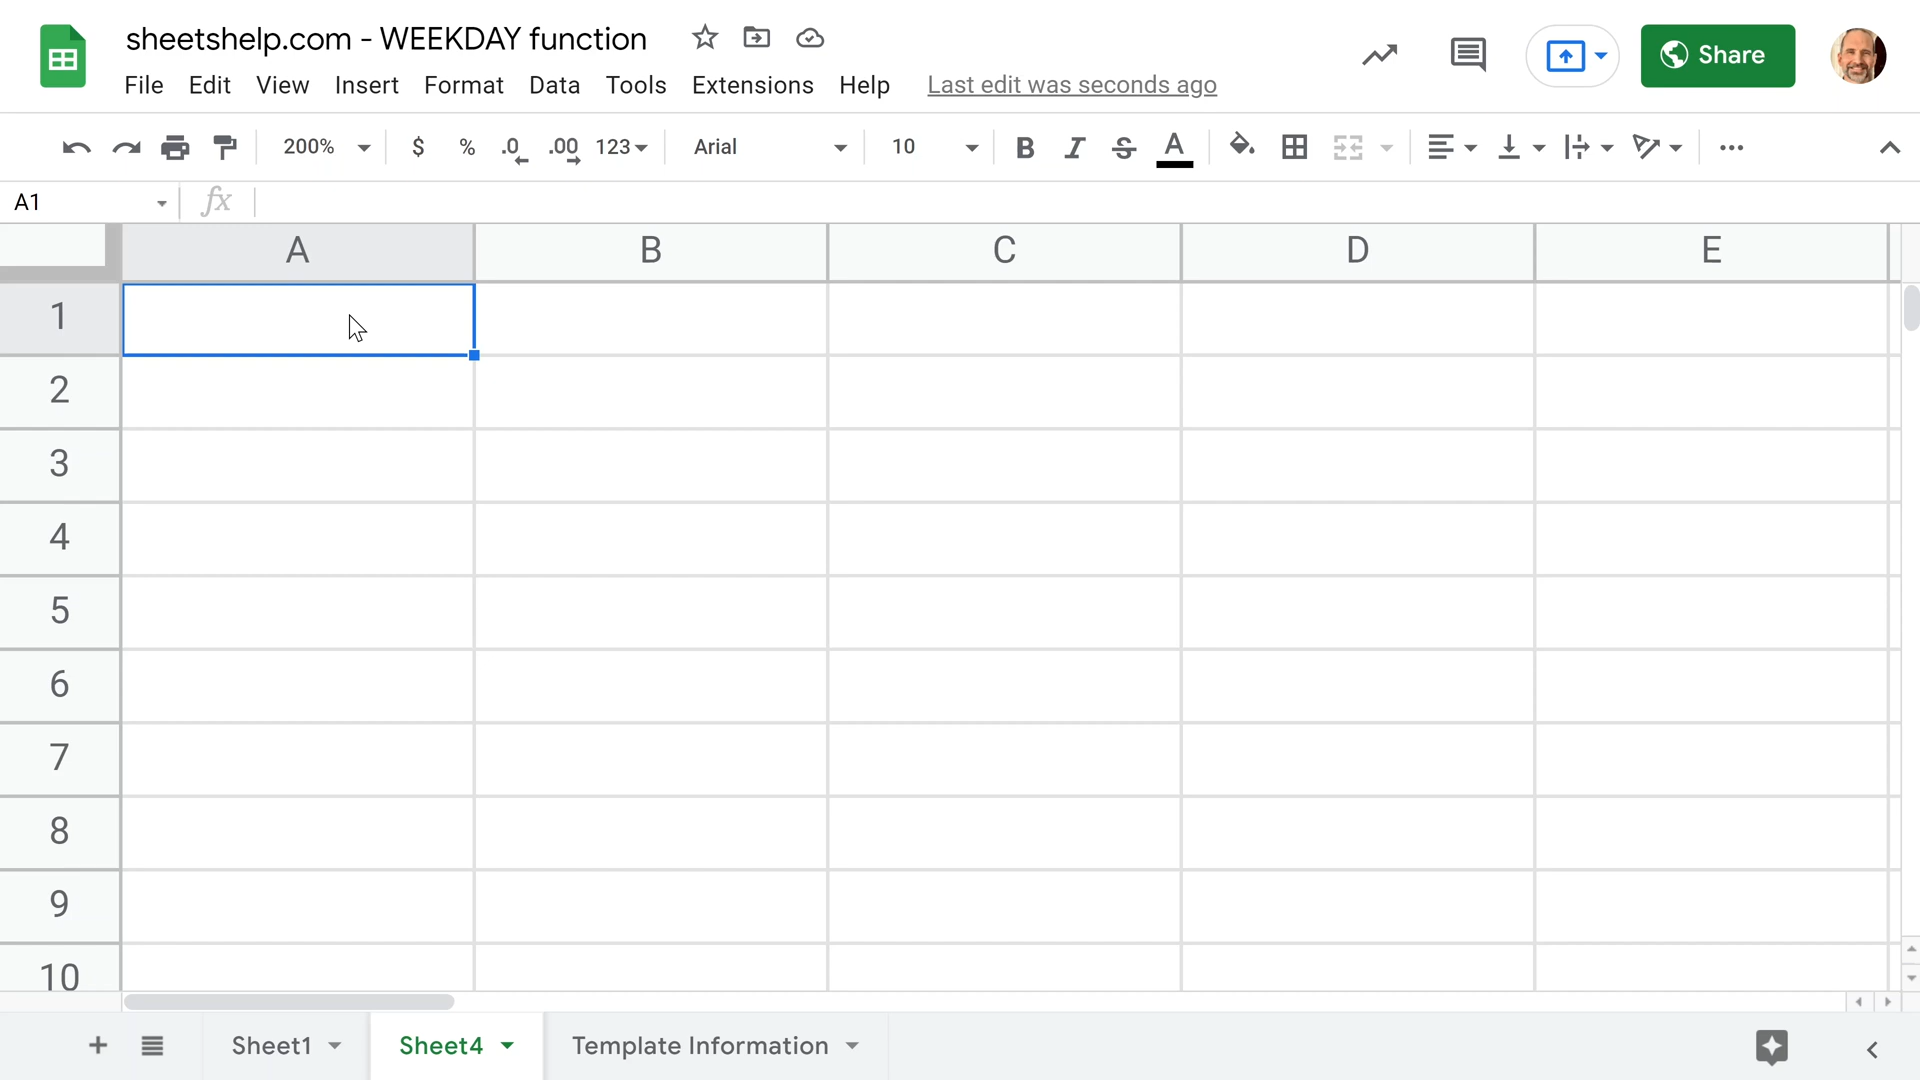 sheetshelp.com - WEEKDAY function
File Edit View Insert Format Data Tools Extensions Help Last edit was seconds ago
Share
200% $ % .0 .00 123 Arial 10 B I S A
A1 fx
A B C D E
1
2
3
4
5
6
7
8
9
10
+ Sheet1 Sheet4 Template Information